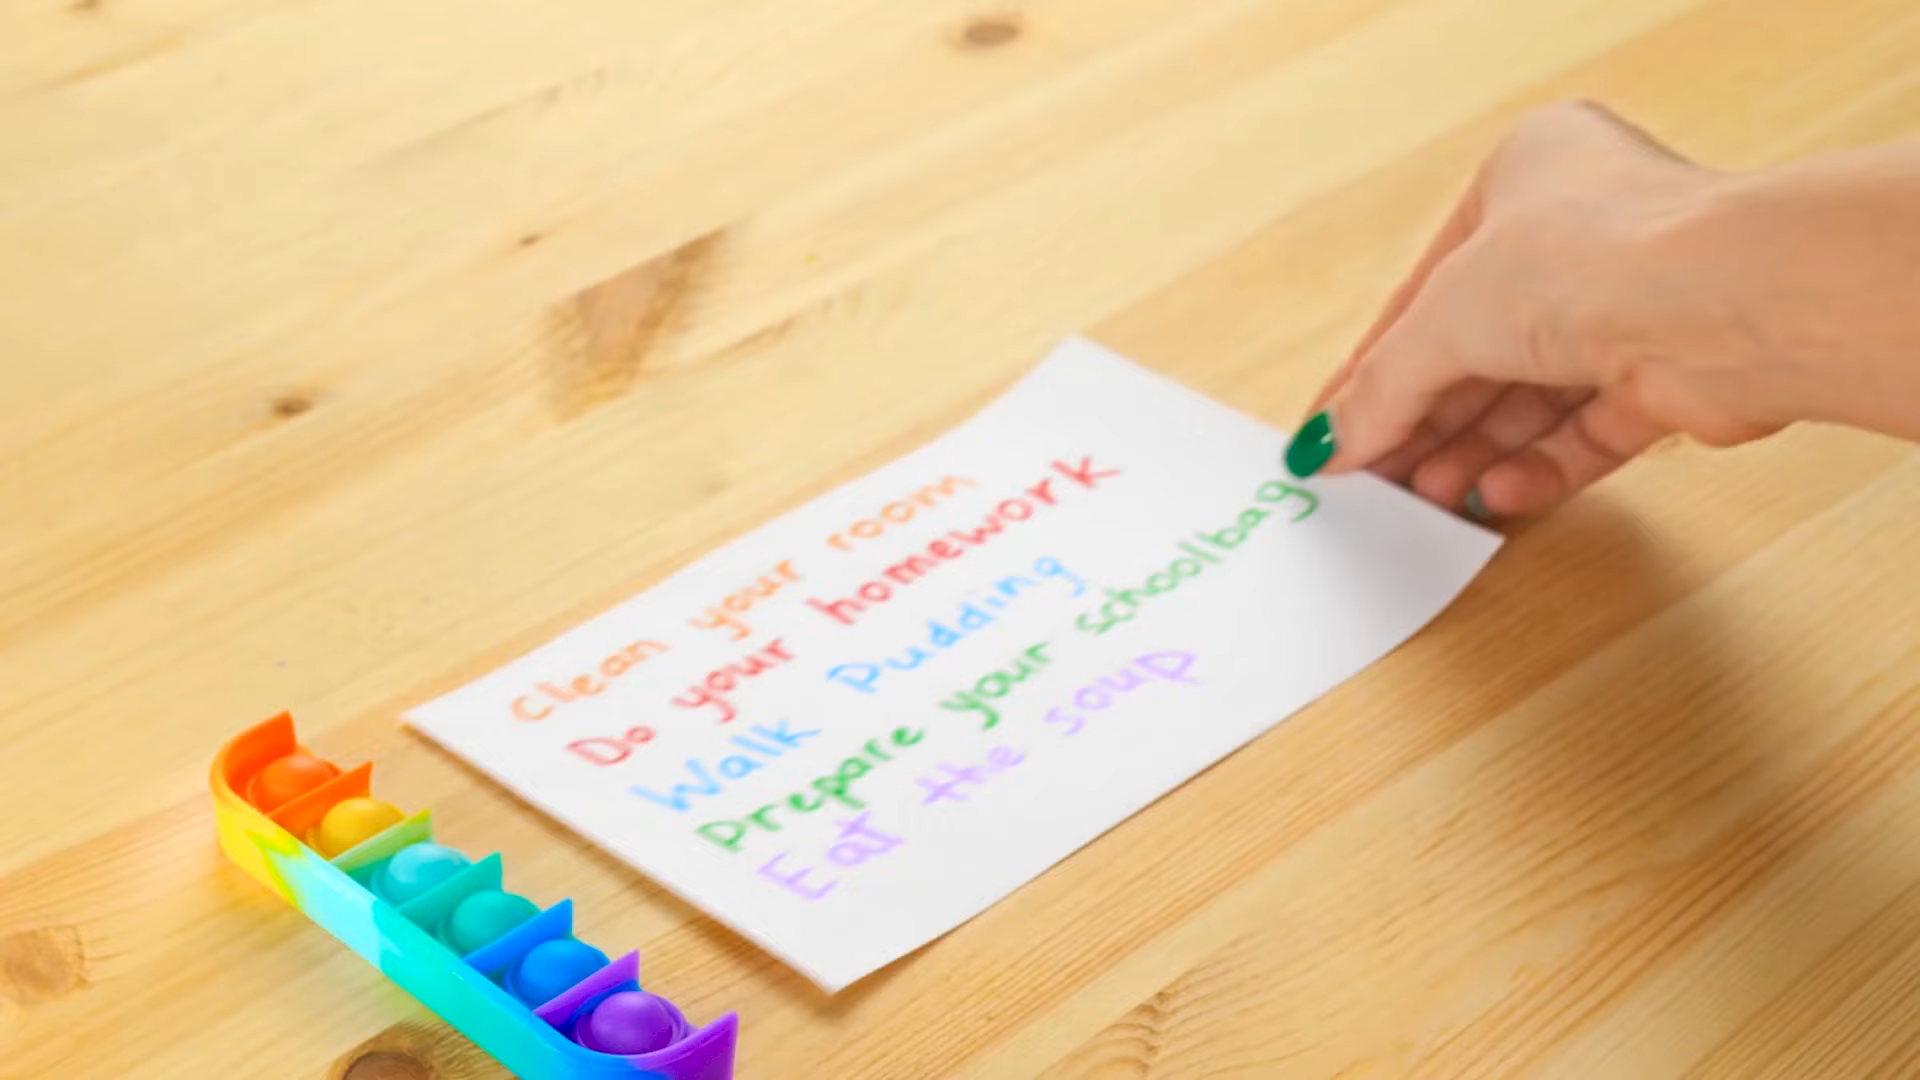 Clean your room
Do your homework
Walk Pudding
Prepare your schoolbag
Eat the soup